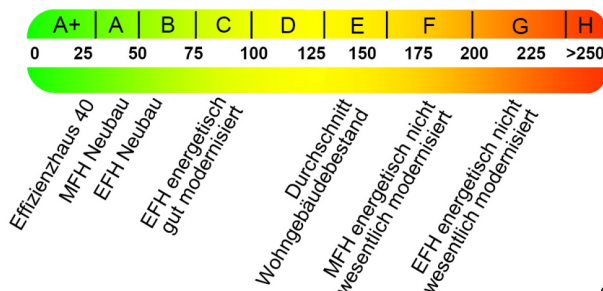 A+ A B C D E F G H
0 25 50 75 100 125 150 175 200 225 >250
Effizienzhaus 40
MFH Neubau
EFH Neubau
EFH energetisch
gut modernisiert
Durchschnitt
Wohngebäudebestand
MFH energetisch nicht
wesentlich modernisiert
EFH energetisch nicht
wesentlich modernisiert